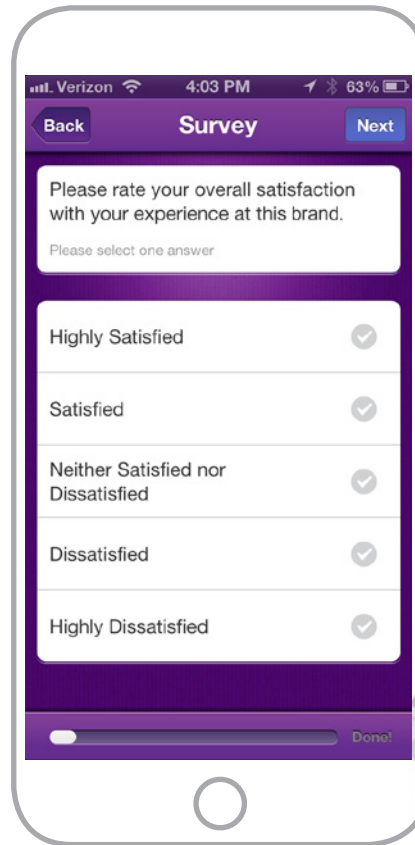 Verizon 4:03 PM 63%
Back Survey Next
Please rate your overall satisfaction
with your experience at this brand.
Please select one answer
Highly Satisfied
Satisfied
Neither Satisfied nor
Dissatisfied
Dissatisfied
Highly Dissatisfied
Done!